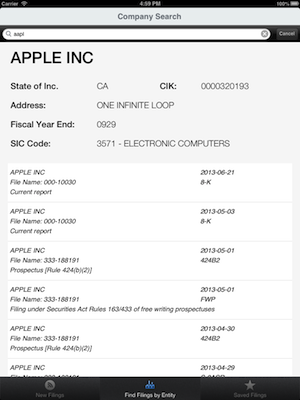 Carrier 4:59 PM 100%
Company Search
aapl Cancel
APPLE INC
State of Inc. CA CIK: 0000320193
Address: ONE INFINITE LOOP
Fiscal Year End: 0929
SIC Code: 3571 - ELECTRONIC COMPUTERS
APPLE INC 2013-06-21
File Name: 000-10030 8-K
Current report
APPLE INC 2013-05-03
File Name: 000-10030 8-K
Current report
APPLE INC 2013-05-01
File Name: 333-188191 424B2
Prospectus [Rule 424(b)(2)]
APPLE INC 2013-05-01
File Name: 333-188191 FWP
Filing under Securities Act Rules 163/433 of free writing prospectuses
APPLE INC 2013-04-30
File Name: 333-188191 424B2
Prospectus [Rule 424(b)(2)]
APPLE INC 2013-04-29
New Filings Find Filings by Entity Saved Filings